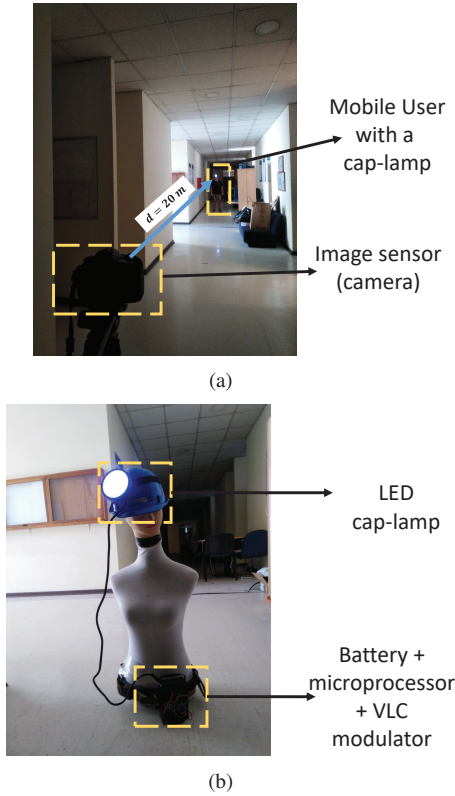 Mobile User
with a
cap-lamp
d = 20 m
Image sensor
(camera)
(a)
LED
cap-lamp
Battery +
microprocessor
+ VLC
modulator
(b)